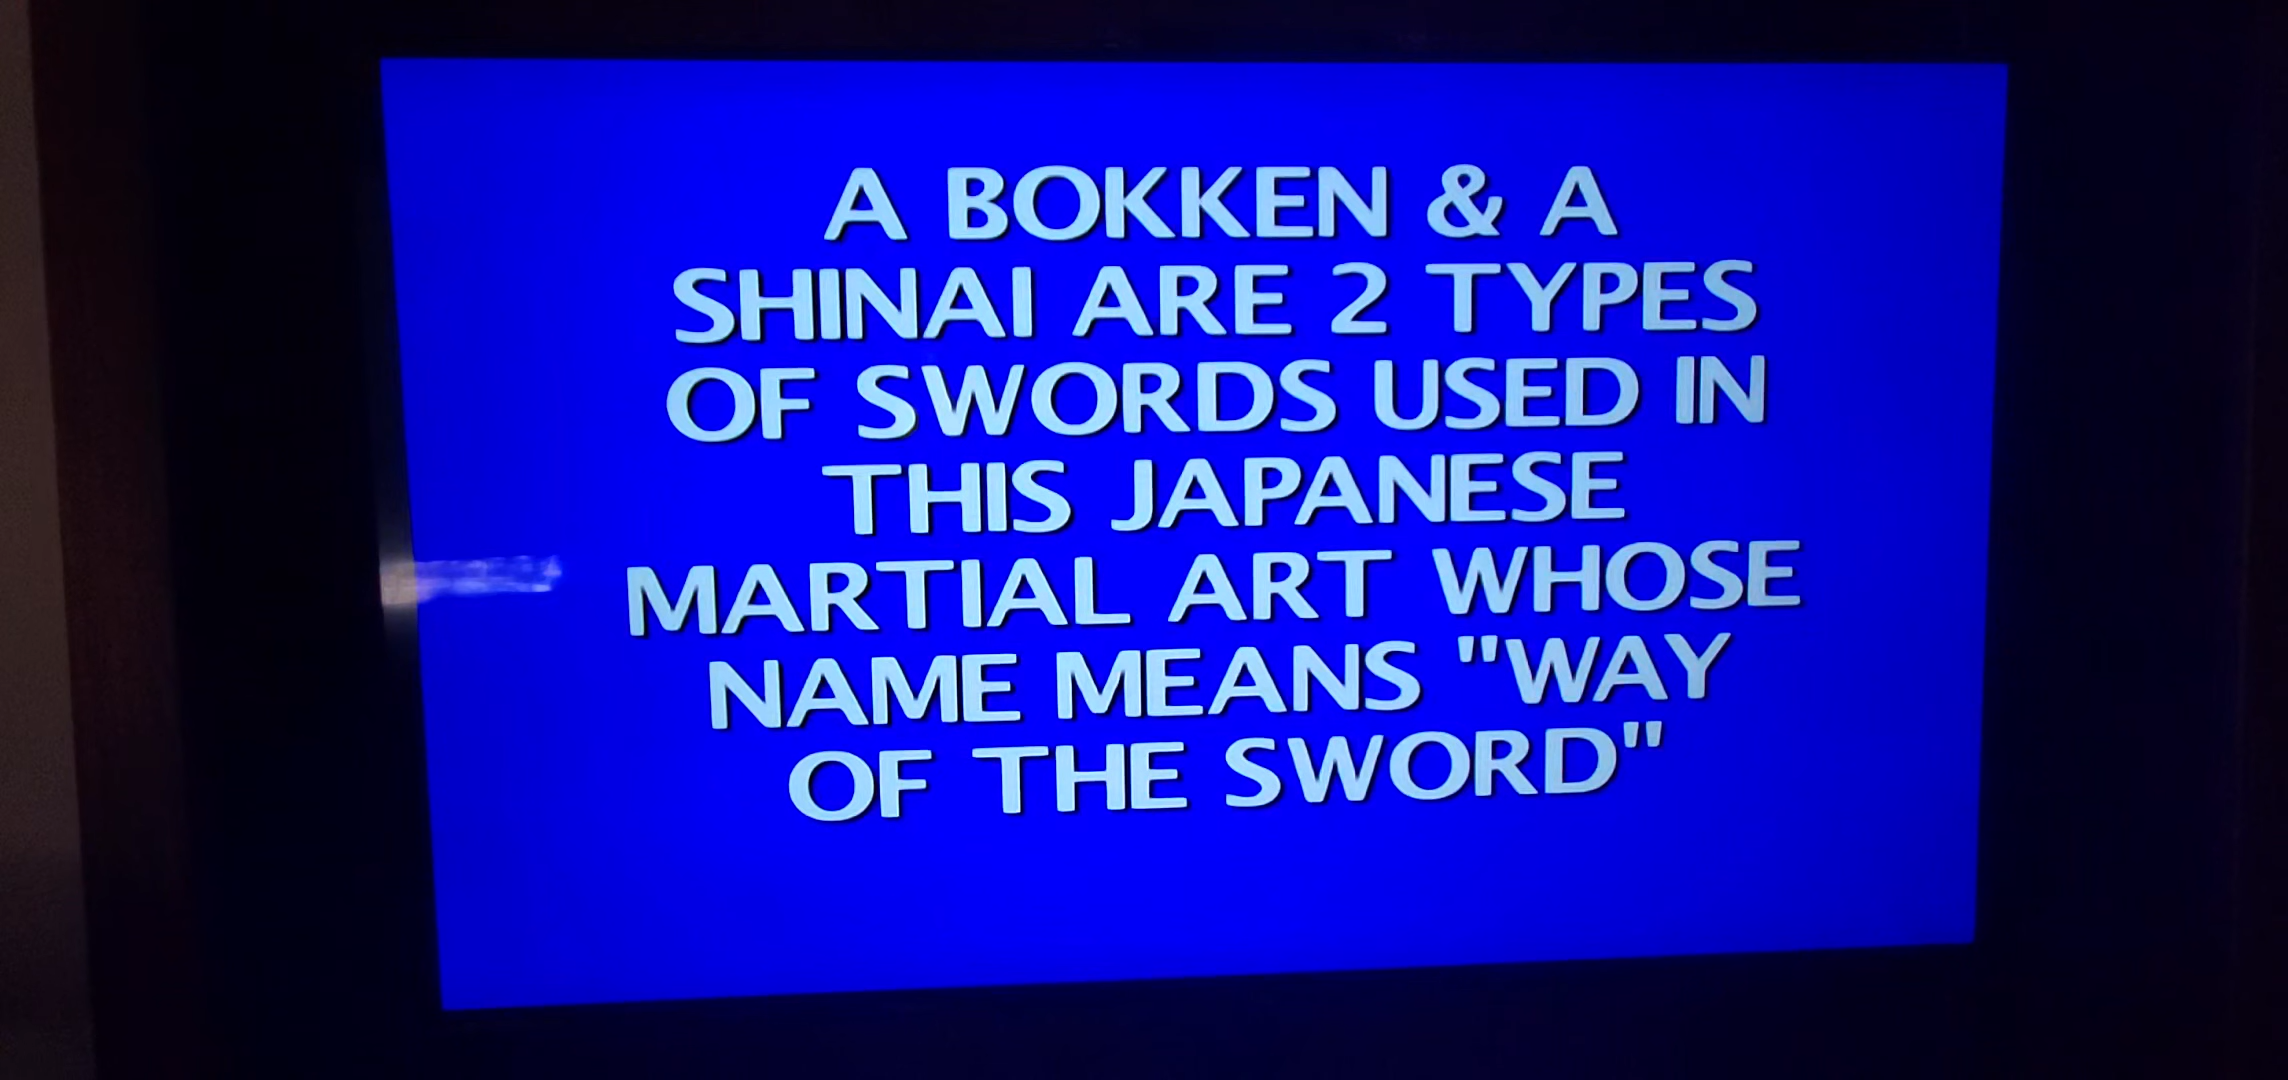 A BOKKEN & A
SHINAI ARE 2 TYPES
OF SWORDS USED IN
THIS JAPANESE
MARTIAL ART WHOSE
NAME MEANS "WAY
OF THE SWORD"